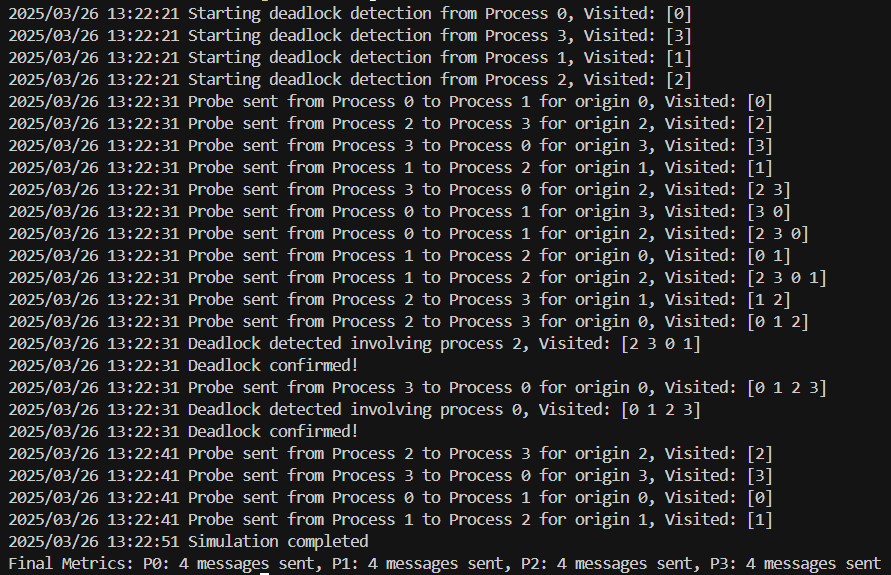 2025/03/26 13:22:21 Starting deadlock detection from Process 0, Visited: [0]
2025/03/26 13:22:21 Starting deadlock detection from Process 3, Visited: [3]
2025/03/26 13:22:21 Starting deadlock detection from Process 1, Visited: [1]
2025/03/26 13:22:21 Starting deadlock detection from Process 2, Visited: [2]
2025/03/26 13:22:31 Probe sent from Process 0 to Process 1 for origin 0, Visited: [0]
2025/03/26 13:22:31 Probe sent from Process 2 to Process 3 for origin 2, Visited: [2]
2025/03/26 13:22:31 Probe sent from Process 3 to Process 0 for origin 3, Visited: [3]
2025/03/26 13:22:31 Probe sent from Process 1 to Process 2 for origin 1, Visited: [1]
2025/03/26 13:22:31 Probe sent from Process 3 to Process 0 for origin 2, Visited: [2 3]
2025/03/26 13:22:31 Probe sent from Process 0 to Process 1 for origin 3, Visited: [3 0]
2025/03/26 13:22:31 Probe sent from Process 0 to Process 1 for origin 2, Visited: [2 3 0]
2025/03/26 13:22:31 Probe sent from Process 1 to Process 2 for origin 0, Visited: [0 1]
2025/03/26 13:22:31 Probe sent from Process 1 to Process 2 for origin 2, Visited: [2 3 0 1]
2025/03/26 13:22:31 Probe sent from Process 2 to Process 3 for origin 1, Visited: [1 2]
2025/03/26 13:22:31 Probe sent from Process 2 to Process 3 for origin 0, Visited: [0 1 2]
2025/03/26 13:22:31 Deadlock detected involving process 2, Visited: [2 3 0 1]
2025/03/26 13:22:31 Deadlock confirmed!
2025/03/26 13:22:31 Probe sent from Process 3 to Process 0 for origin 0, Visited: [0 1 2 3]
2025/03/26 13:22:31 Deadlock detected involving process 0, Visited: [0 1 2 3]
2025/03/26 13:22:31 Deadlock confirmed!
2025/03/26 13:22:41 Probe sent from Process 2 to Process 3 for origin 2, Visited: [2]
2025/03/26 13:22:41 Probe sent from Process 3 to Process 0 for origin 3, Visited: [3]
2025/03/26 13:22:41 Probe sent from Process 0 to Process 1 for origin 0, Visited: [0]
2025/03/26 13:22:41 Probe sent from Process 1 to Process 2 for origin 1, Visited: [1]
2025/03/26 13:22:51 Simulation completed
Final Metrics: P0: 4 messages sent, P1: 4 messages sent, P2: 4 messages sent, P3: 4 messages sent